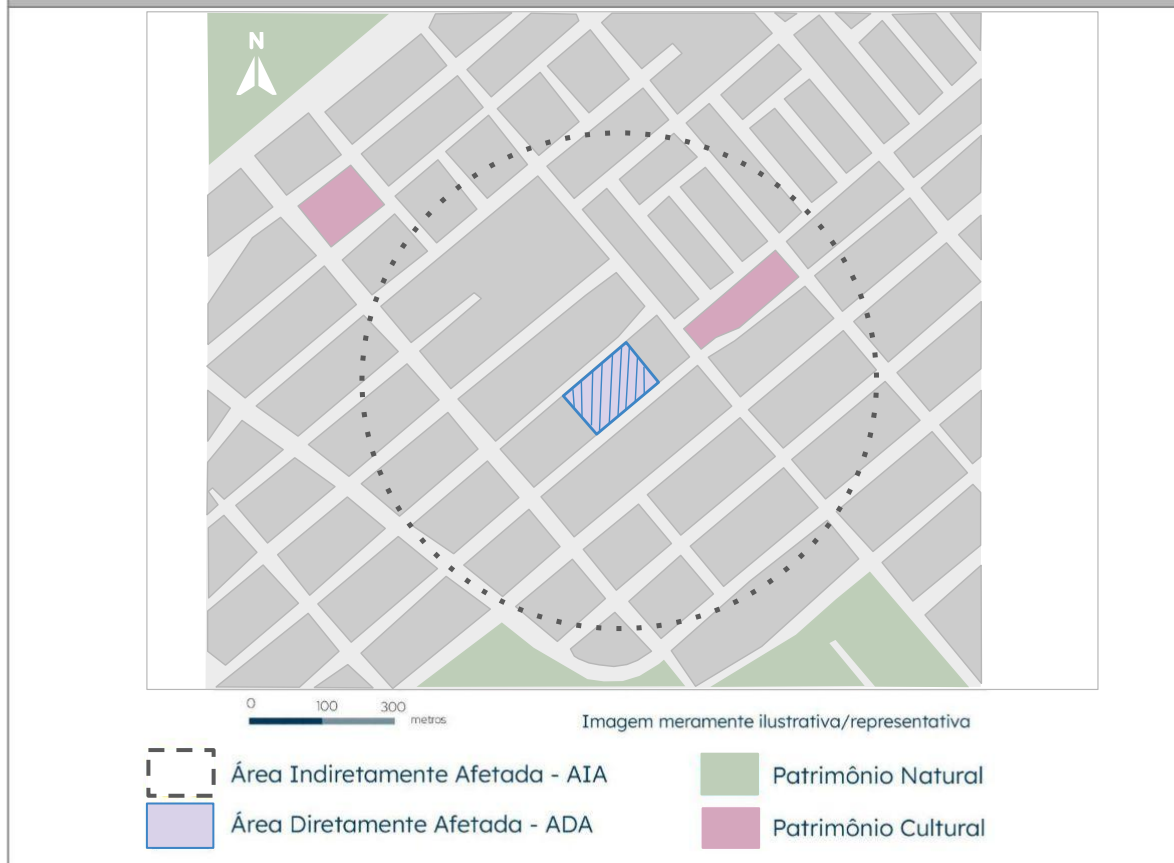 N
0 100 300 metros
Imagem meramente ilustrativa/representativa
Área Indiretamente Afetada - AIA
Patrimônio Natural
Área Diretamente Afetada - ADA
Patrimônio Cultural